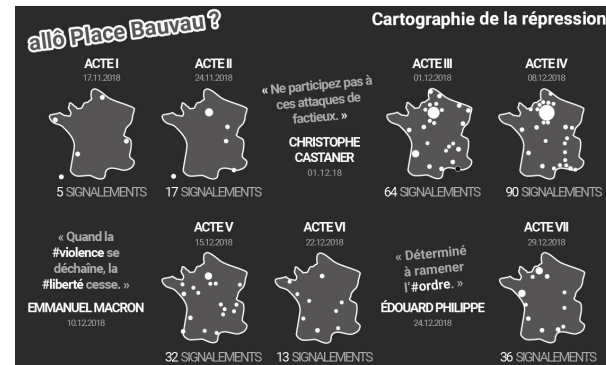 allô Place Bauvau ?
Cartographie de la répression
ACTE I
17.11.2018
5 SIGNALEMENTS
ACTE II
24.11.2018
17 SIGNALEMENTS
« Ne participez pas à
ces attaques de
factieux. »
CHRISTOPHE
CASTANER
01.12.18
ACTE III
01.12.2018
64 SIGNALEMENTS
ACTE IV
08.12.2018
90 SIGNALEMENTS
« Quand la
#violence se
déchaîne, la
#liberté cesse. »
EMMANUEL MACRON
10.12.2018
ACTE V
15.12.2018
32 SIGNALEMENTS
ACTE VI
22.12.2018
13 SIGNALEMENTS
« Déterminé
à ramener
l'#ordre. »
ÉDOUARD PHILIPPE
24.12.2018
ACTE VII
29.12.2018
36 SIGNALEMENTS